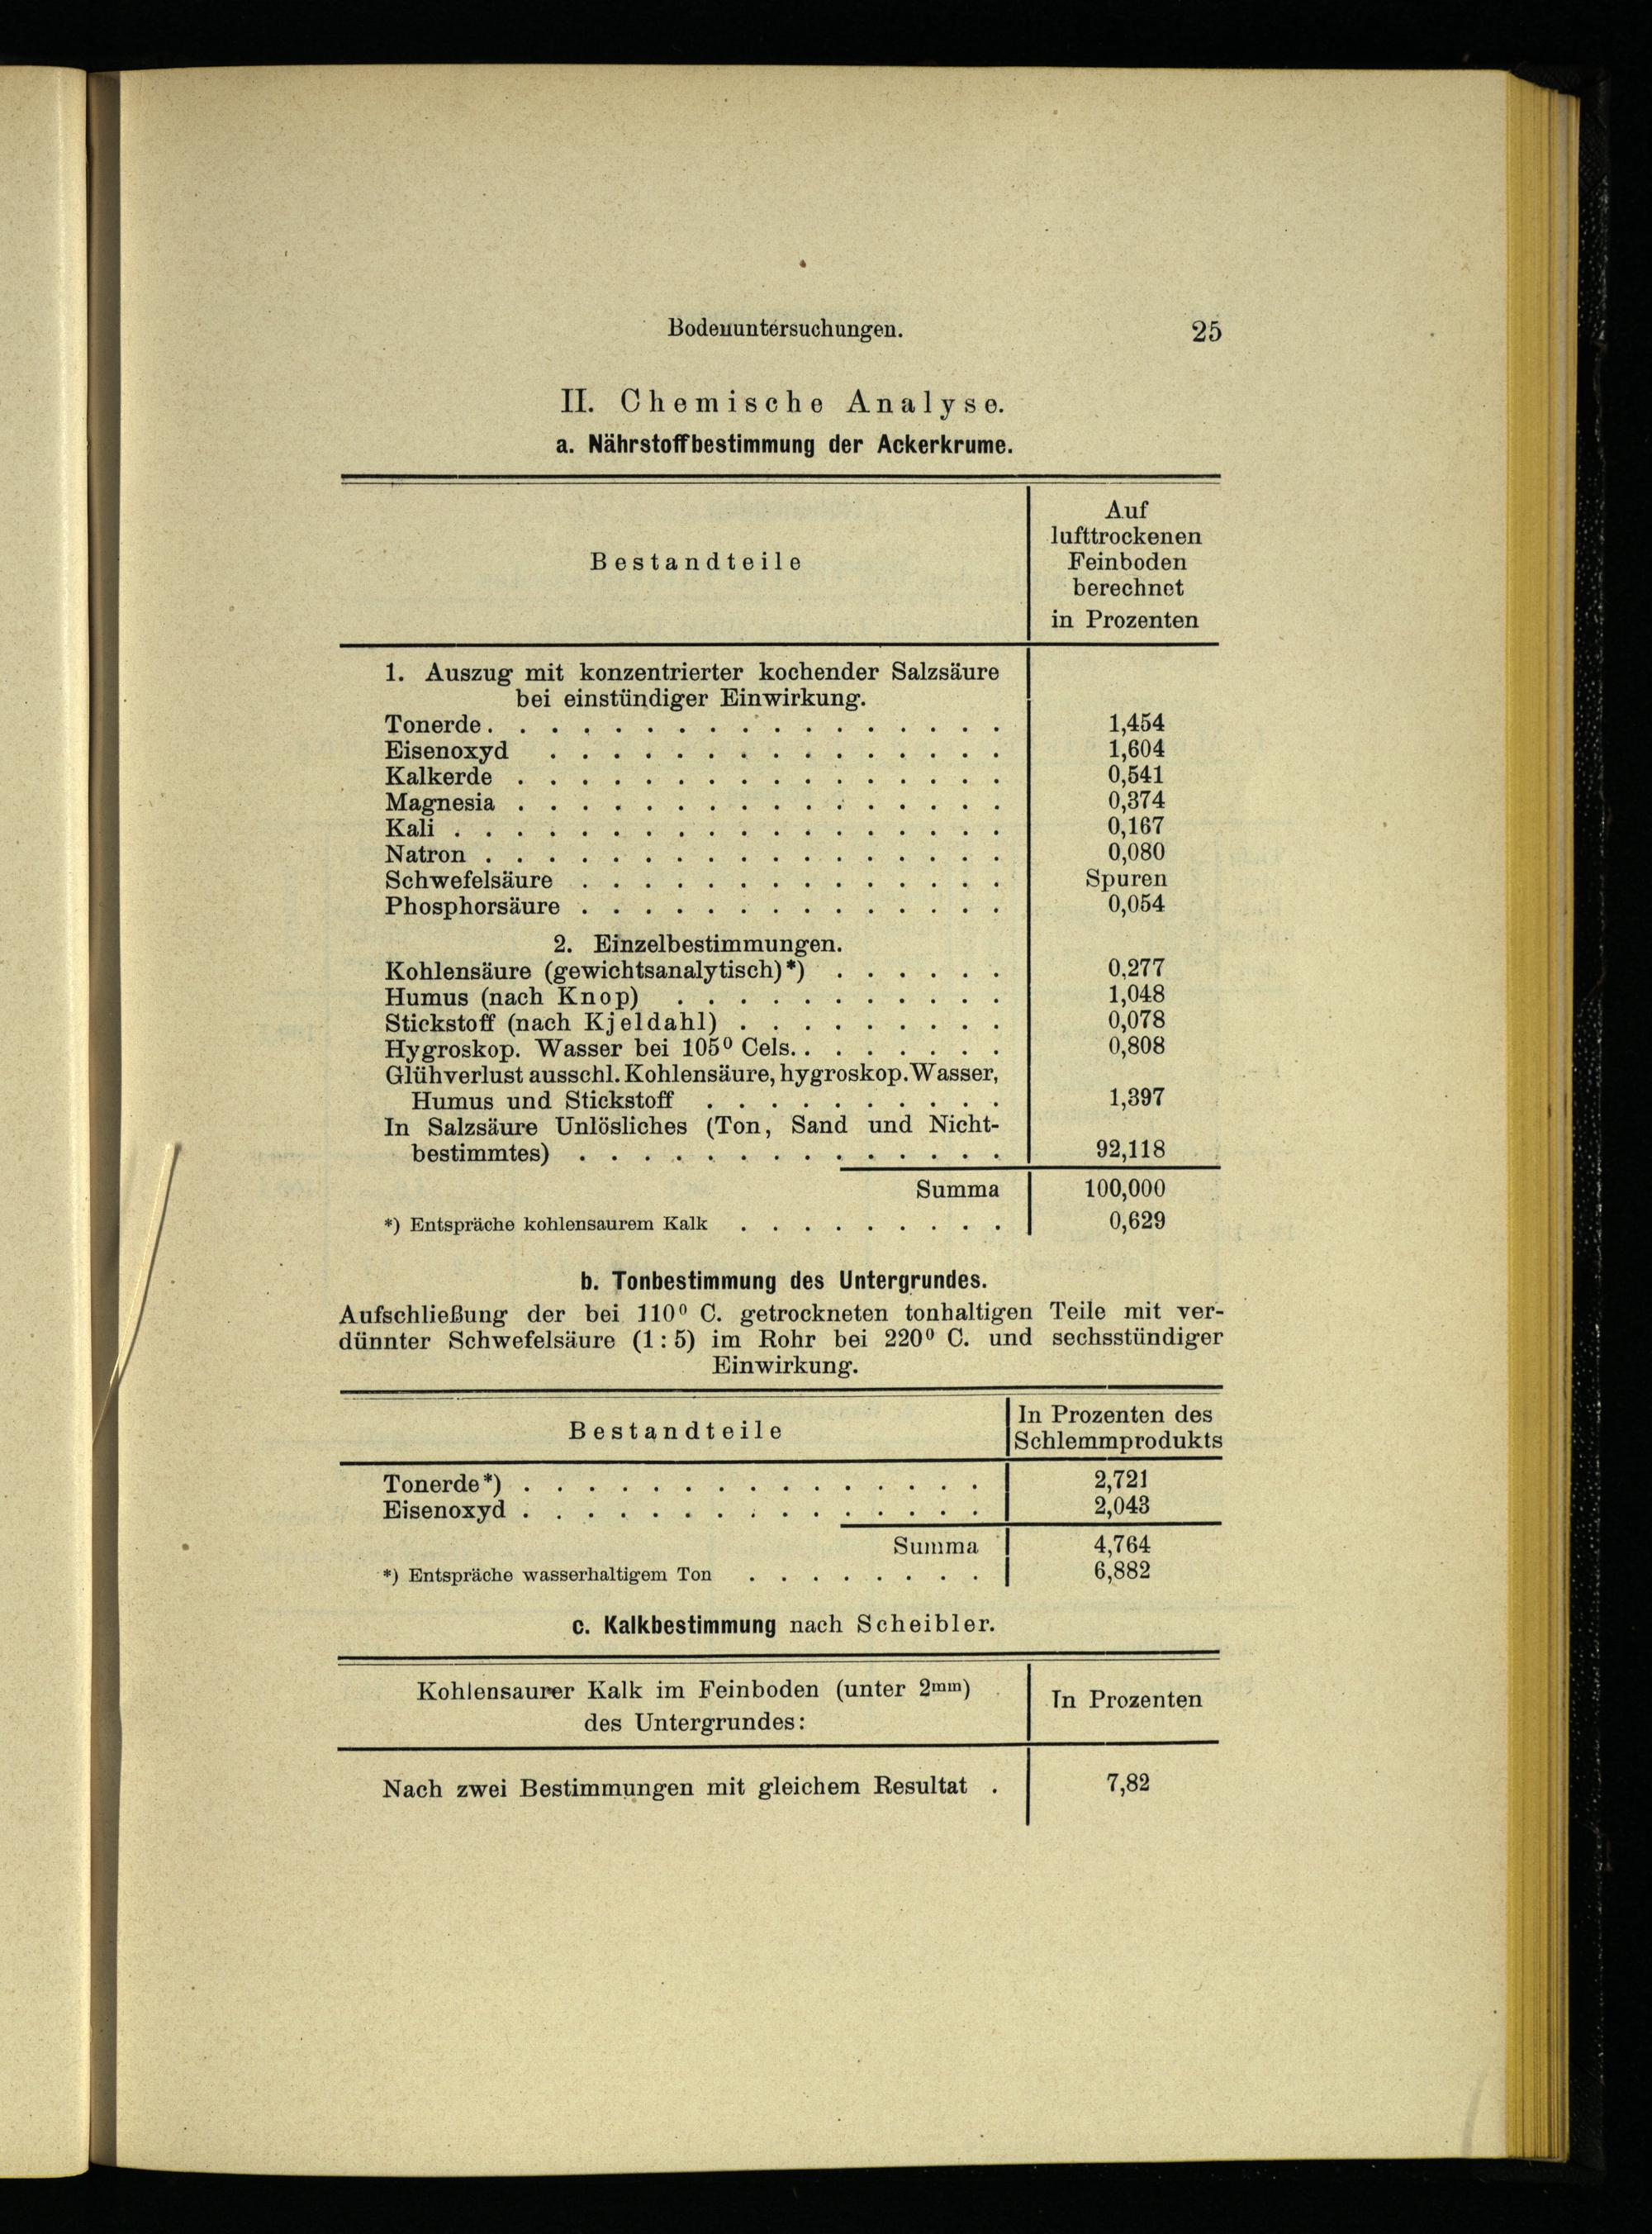 Bodenuntersuchungen. 25
II. Chemische Analyse.
a. Nährstoffbestimmung der Ackerkrume.
Bestandteile
Auf
lufttrockenen
Feinboden
berechnet
in Prozenten
1. Auszug mit konzentrierter kochender Salzsäure
bei einstündiger Einwirkung.
Tonerde . . . . . . . . . . . . . . . . . 1,454
Eisenoxyd . . . . . . . . . . . . . . . 1,604
Kalkerde . . . . . . . . . . . . . . . . 0,541
Magnesia . . . . . . . . . . . . . . . . 0,374
Kali . . . . . . . . . . . . . . . . . . 0,167
Natron . . . . . . . . . . . . . . . . . 0,080
Schwefelsäure . . . . . . . . . . . . . . Spuren
Phosphorsäure . . . . . . . . . . . . . . 0,054
2. Einzelbestimmungen.
Kohlensäure (gewichtsanalytisch)*) . . . . . . 0,277
Humus (nach Knop) . . . . . . . . . . . 1,048
Stickstoff (nach Kjeldahl) . . . . . . . . . 0,078
Hygroskop. Wasser bei 105⁰ Cels. . . . . . . . 0,808
Glühverlust ausschl. Kohlensäure, hygroskop. Wasser,
Humus und Stickstoff . . . . . . . . . . 1,397
In Salzsäure Unlösliches (Ton, Sand und Nicht-
bestimmtes) . . . . . . . . . . . . . . 92,118
Summa 100,000
*) Entspräche kohlensaurem Kalk . . . . . . . . . 0,629
b. Tonbestimmung des Untergrundes.
Aufschließung der bei 110⁰ C. getrockneten tonhaltigen Teile mit ver-
dünnter Schwefelsäure (1:5) im Rohr bei 220⁰ C. und sechsstündiger
Einwirkung.
Bestandteile
In Prozenten des
Schlemmprodukts
Tonerde*) . . . . . . . . . . . . . . . 2,721
Eisenoxyd . . . . . . . . . . . . . . . 2,043
Summa 4,764
*) Entspräche wasserhaltigem Ton . . . . . . . . 6,882
c. Kalkbestimmung nach Scheibler.
Kohlensaurer Kalk im Feinboden (unter 2mm)
des Untergrundes:
In Prozenten
Nach zwei Bestimmungen mit gleichem Resultat . 7,82